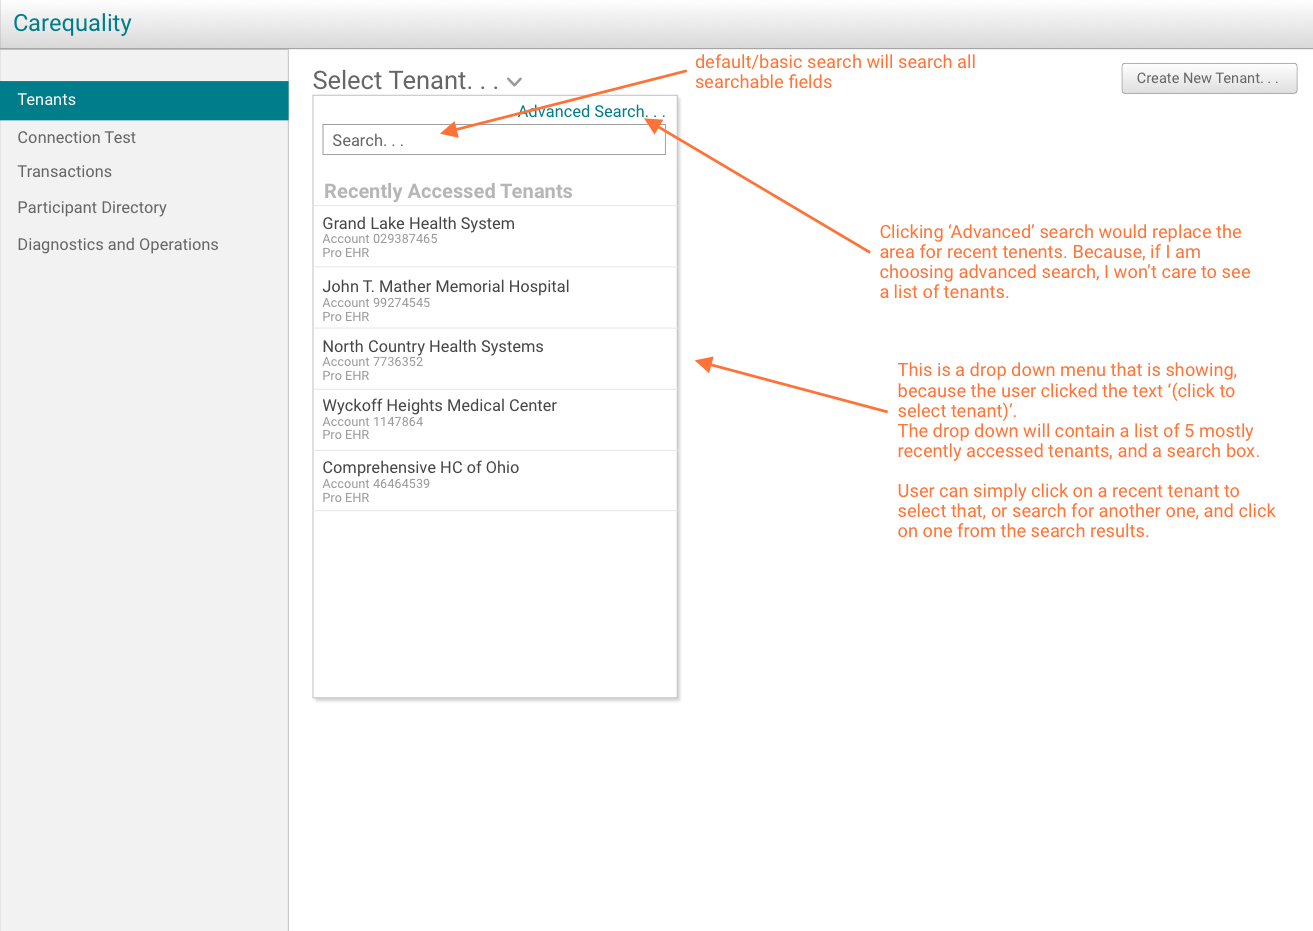 Carequality
Tenants
Connection Test
Transactions
Participant Directory
Diagnostics and Operations
Select Tenant. . .
Create New Tenant. . .
Advanced Search. . .
Search. . .
Recently Accessed Tenants
Grand Lake Health System
Account 029387465
Pro EHR
John T. Mather Memorial Hospital
Account 99274545
Pro EHR
North Country Health Systems
Account 7736352
Pro EHR
Wyckoff Heights Medical Center
Account 1147864
Pro EHR
Comprehensive HC of Ohio
Account 46464539
Pro EHR
default/basic search will search all
searchable fields
Clicking ‘Advanced’ search would replace the
area for recent tenents. Because, if I am
choosing advanced search, I won’t care to see
a list of tenants.
This is a drop down menu that is showing,
because the user clicked the text ‘(click to
select tenant)’.
The drop down will contain a list of 5 mostly
recently accessed tenants, and a search box.
User can simply click on a recent tenant to
select that, or search for another one, and click
on one from the search results.